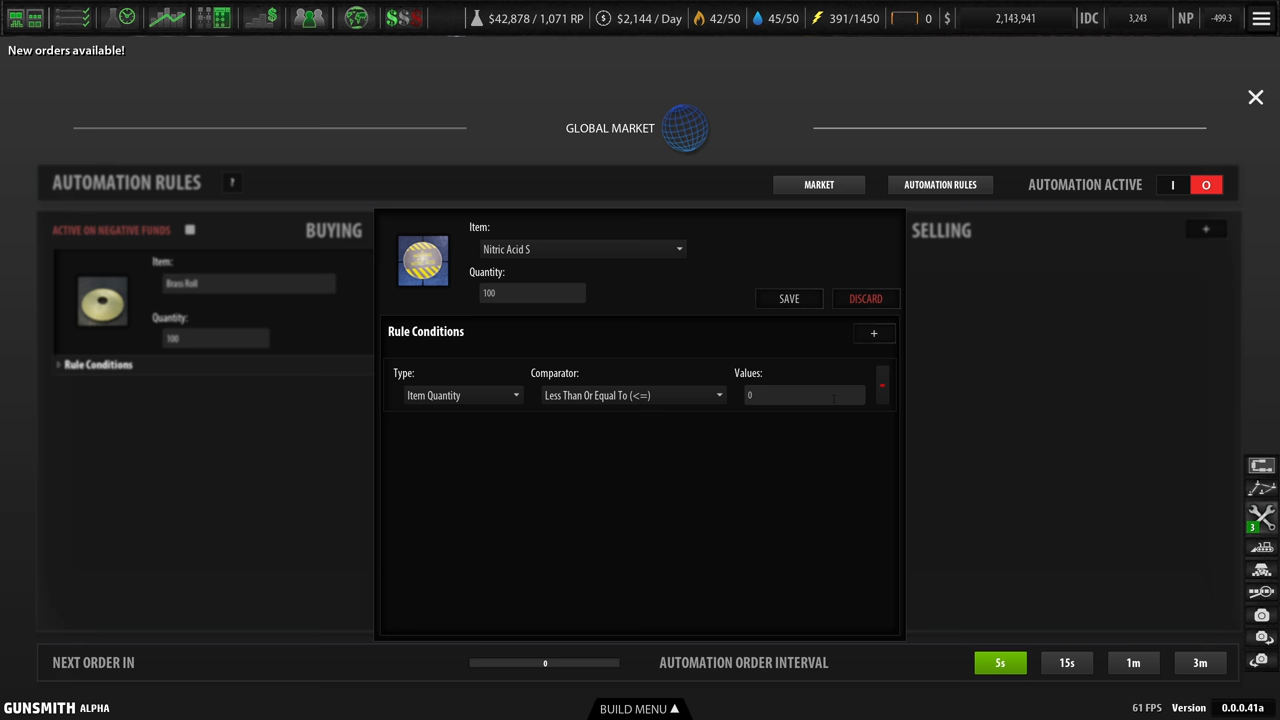 $42,878 / 1,071 RP
$2,144 / Day
42/50
45/50
391/1450
0
$
2,143,941
IDC
3,243
NP
-499.3
New orders available!
GLOBAL MARKET
AUTOMATION RULES
?
MARKET
AUTOMATION RULES
AUTOMATION ACTIVE
I
O
ACTIVE ON NEGATIVE FUNDS
BUYING
Item:
Brass Roll
Quantity:
100
Rule Conditions
Item:
Nitric Acid S
Quantity:
100
SAVE
DISCARD
Rule Conditions
+
Type:
Comparator:
Values:
Item Quantity
Less Than Or Equal To (<=)
0
-
SELLING
+
3
NEXT ORDER IN
0
AUTOMATION ORDER INTERVAL
5s
15s
1m
3m
GUNSMITH ALPHA
BUILD MENU
61 FPS
Version
0.0.0.41a